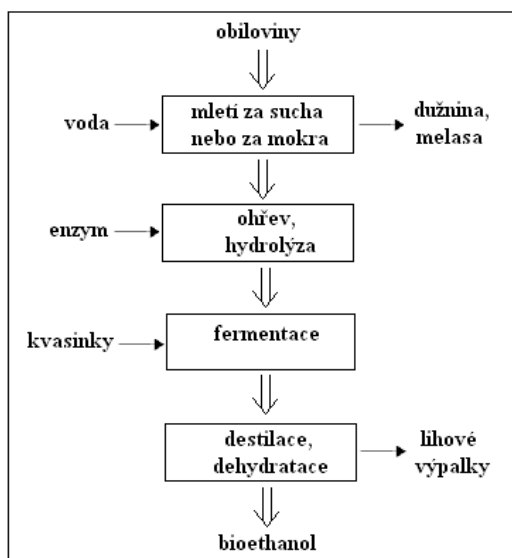 obiloviny
voda
mletí za sucha
nebo za mokra
dužnina,
melasa
enzym
ohřev,
hydrolýza
kvasinky
fermentace
destilace,
dehydratace
lihové
výpalky
bioethanol